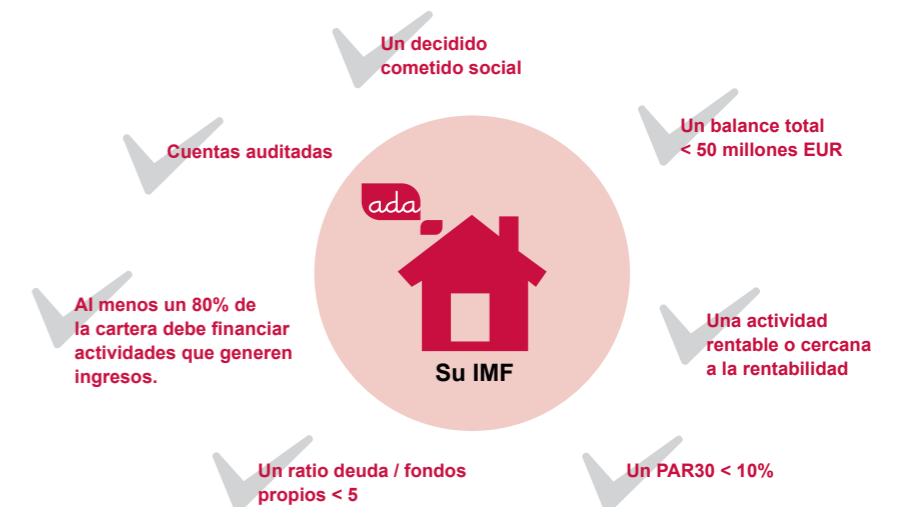 Un decidido
cometido social
Un balance total
< 50 millones EUR
Cuentas auditadas
ada
Al menos un 80% de
la cartera debe financiar
actividades que generen
ingresos.
Una actividad
rentable o cercana
a la rentabilidad
Su IMF
Un ratio deuda / fondos
propios < 5
Un PAR30 < 10%